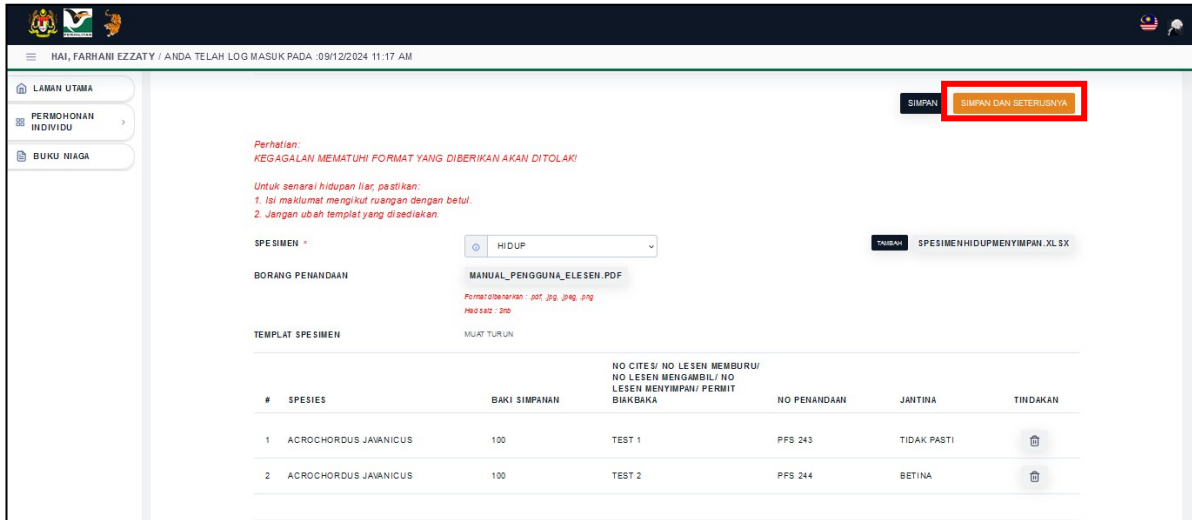 HAI, FARHANI EZZATY / ANDA TELAH LOG MASUK PADA :09/12/2024 11:17 AM
LAMAN UTAMA
PERMOHONAN
INDIVIDU
BUKU NIAGA
SIMPAN
SIMPAN DAN SETERUSNYA
Perhatian:
KEGAGALAN MEMATUHI FORMAT YANG DIBERIKAN AKAN DITOLAK!
Untuk senarai hidupan liar, pastikan:
1. Isi maklumat mengikut ruangan dengan betul.
2. Jangan ubah templat yang disediakan.
SPESIMEN *
HIDUP
TAMBAH
SPESIMENHIDUPMENYIMPAN.XLSX
BORANG PENANDAAN
MANUAL_PENGGUNA_ELESEN.PDF
Format dibenarkan : pdf, jpg, jpeg, png
Had saiz : 2mb
TEMPLAT SPESIMEN
MUAT TURUN
# SPESIES BAKI SIMPANAN NO CITES/ NO LESEN MEMBURU/
NO LESEN MENGAMBIL/ NO
LESEN MENYIMPAN/ PERMIT
BIAKBAKA NO PENANDAAN JANTINA TINDAKAN
1 ACROCHORDUS JAVANICUS 100 TEST 1 PFS 243 TIDAK PASTI
2 ACROCHORDUS JAVANICUS 100 TEST 2 PFS 244 BETINA